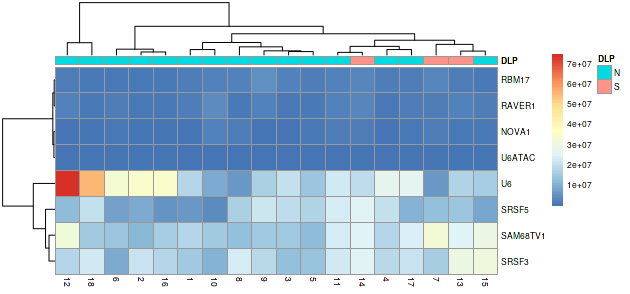 DLP
RBM17
RAVER1
NOVA1
U6ATAC
U6
SRSF5
SAM68TV1
SRSF3
12 18 6 2 16 1 10 8 9 3 5 11 14 4 17 7 13 15
7e+07
6e+07
5e+07
4e+07
3e+07
2e+07
1e+07
DLP
N
S